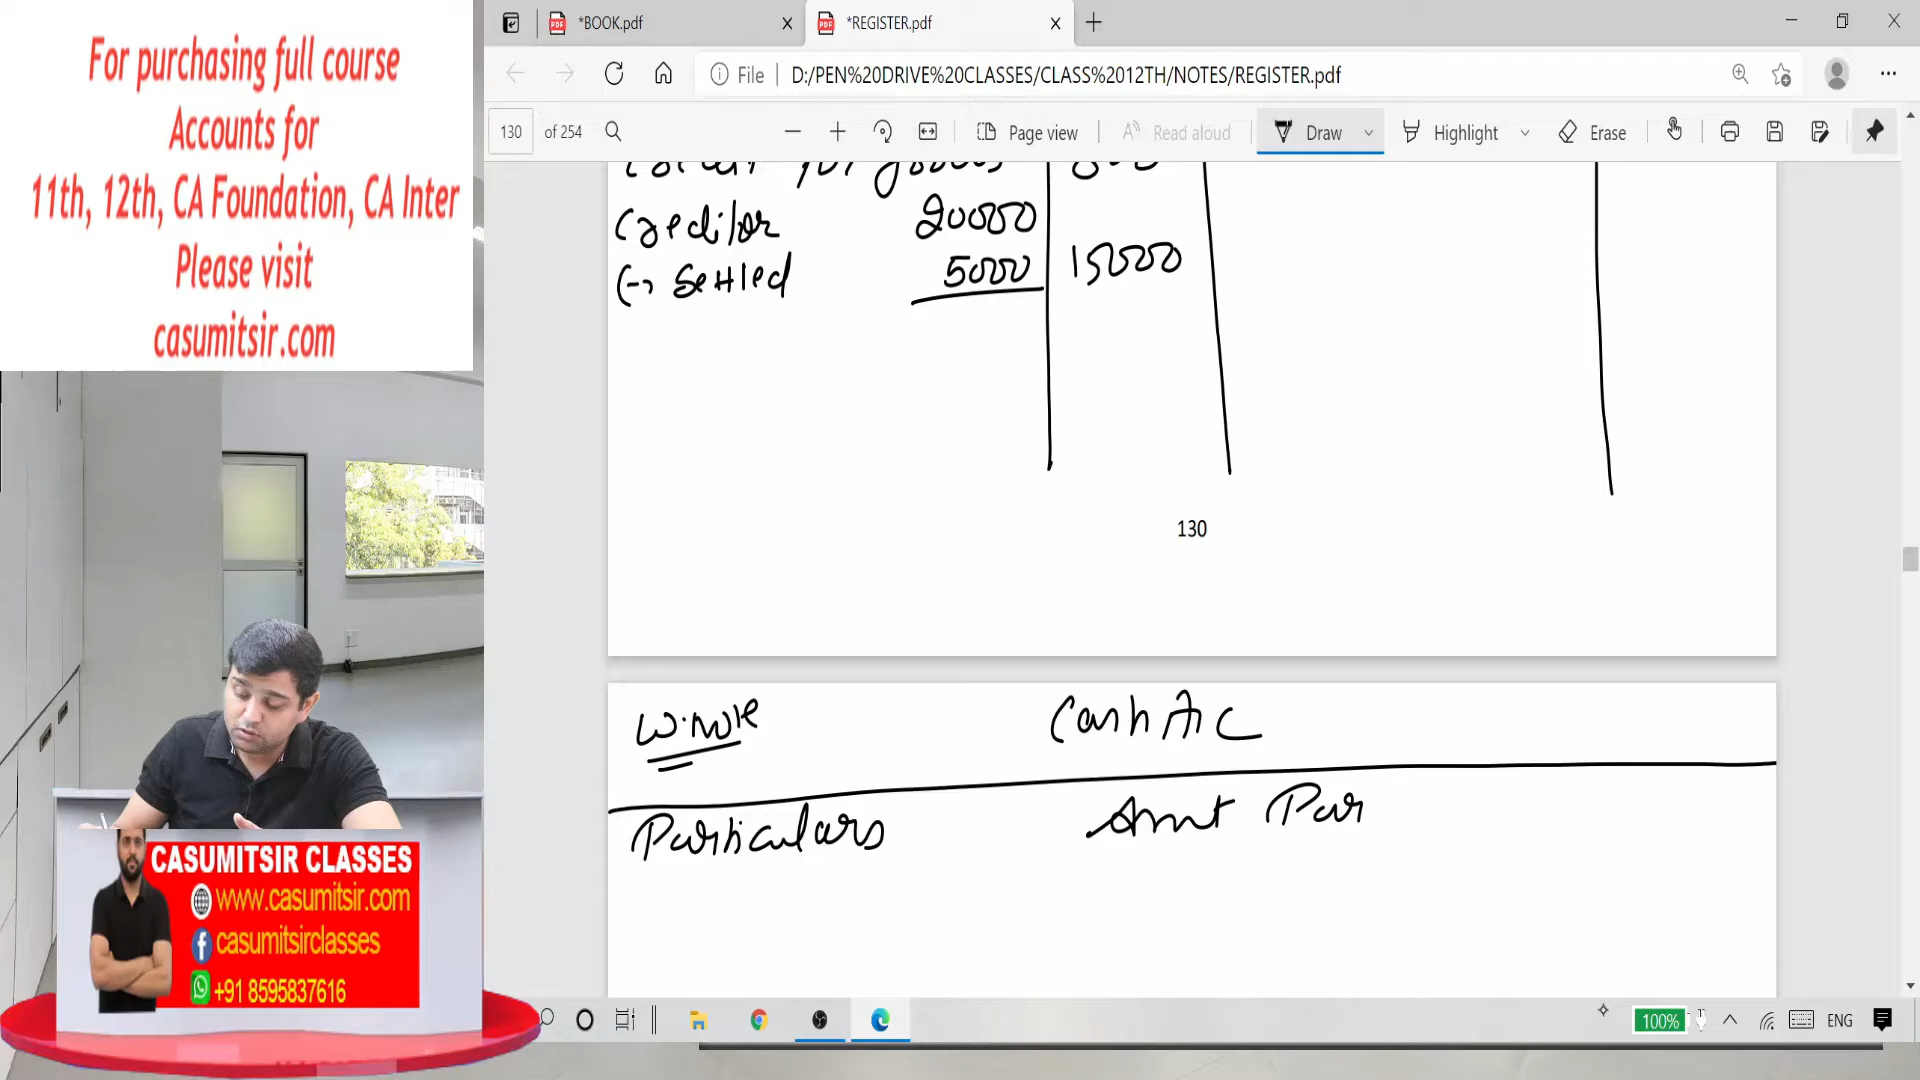 For purchasing full course
Accounts for
11th, 12th, CA Foundation, CA Inter
Please visit
casumitsir.com
*BOOK.pdf
*REGISTER.pdf
File
D:/PEN%20DRIVE%20CLASSES/CLASS%2012TH/NOTES/REGISTER.pdf
130 of 254
Page view
Read aloud
Draw
Highlight
Erase
for goods
Creditor 20000
(-) Settled 5000 15000
130
W.Note Cash A/C
Particulars Amt Par
CASUMITSIR CLASSES
www.casumitsir.com
casumitsirclasses
+91 8595837616
100%
ENG